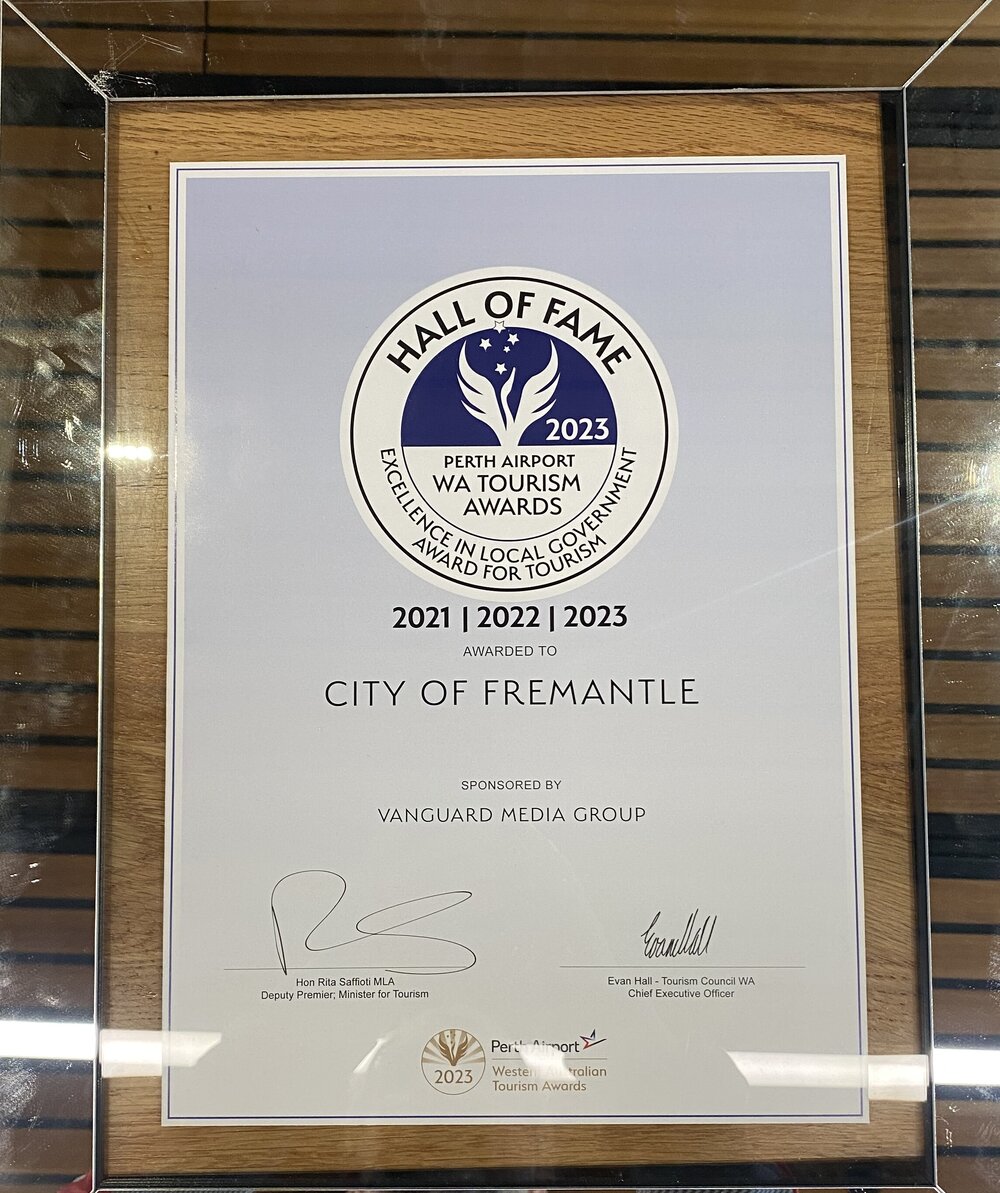 HALL OF FAME
2023
PERTH AIRPORT
WA TOURISM
AWARDS
EXCELLENCE IN LOCAL GOVERNMENT
AWARD FOR TOURISM
2021 | 2022 | 2023
AWARDED TO
CITY OF FREMANTLE
SPONSORED BY
VANGUARD MEDIA GROUP
Hon Rita Saffioti MLA
Deputy Premier; Minister for Tourism
Evan Hall - Tourism Council WA
Chief Executive Officer
2023
Perth Airport
Western Australian
Tourism Awards